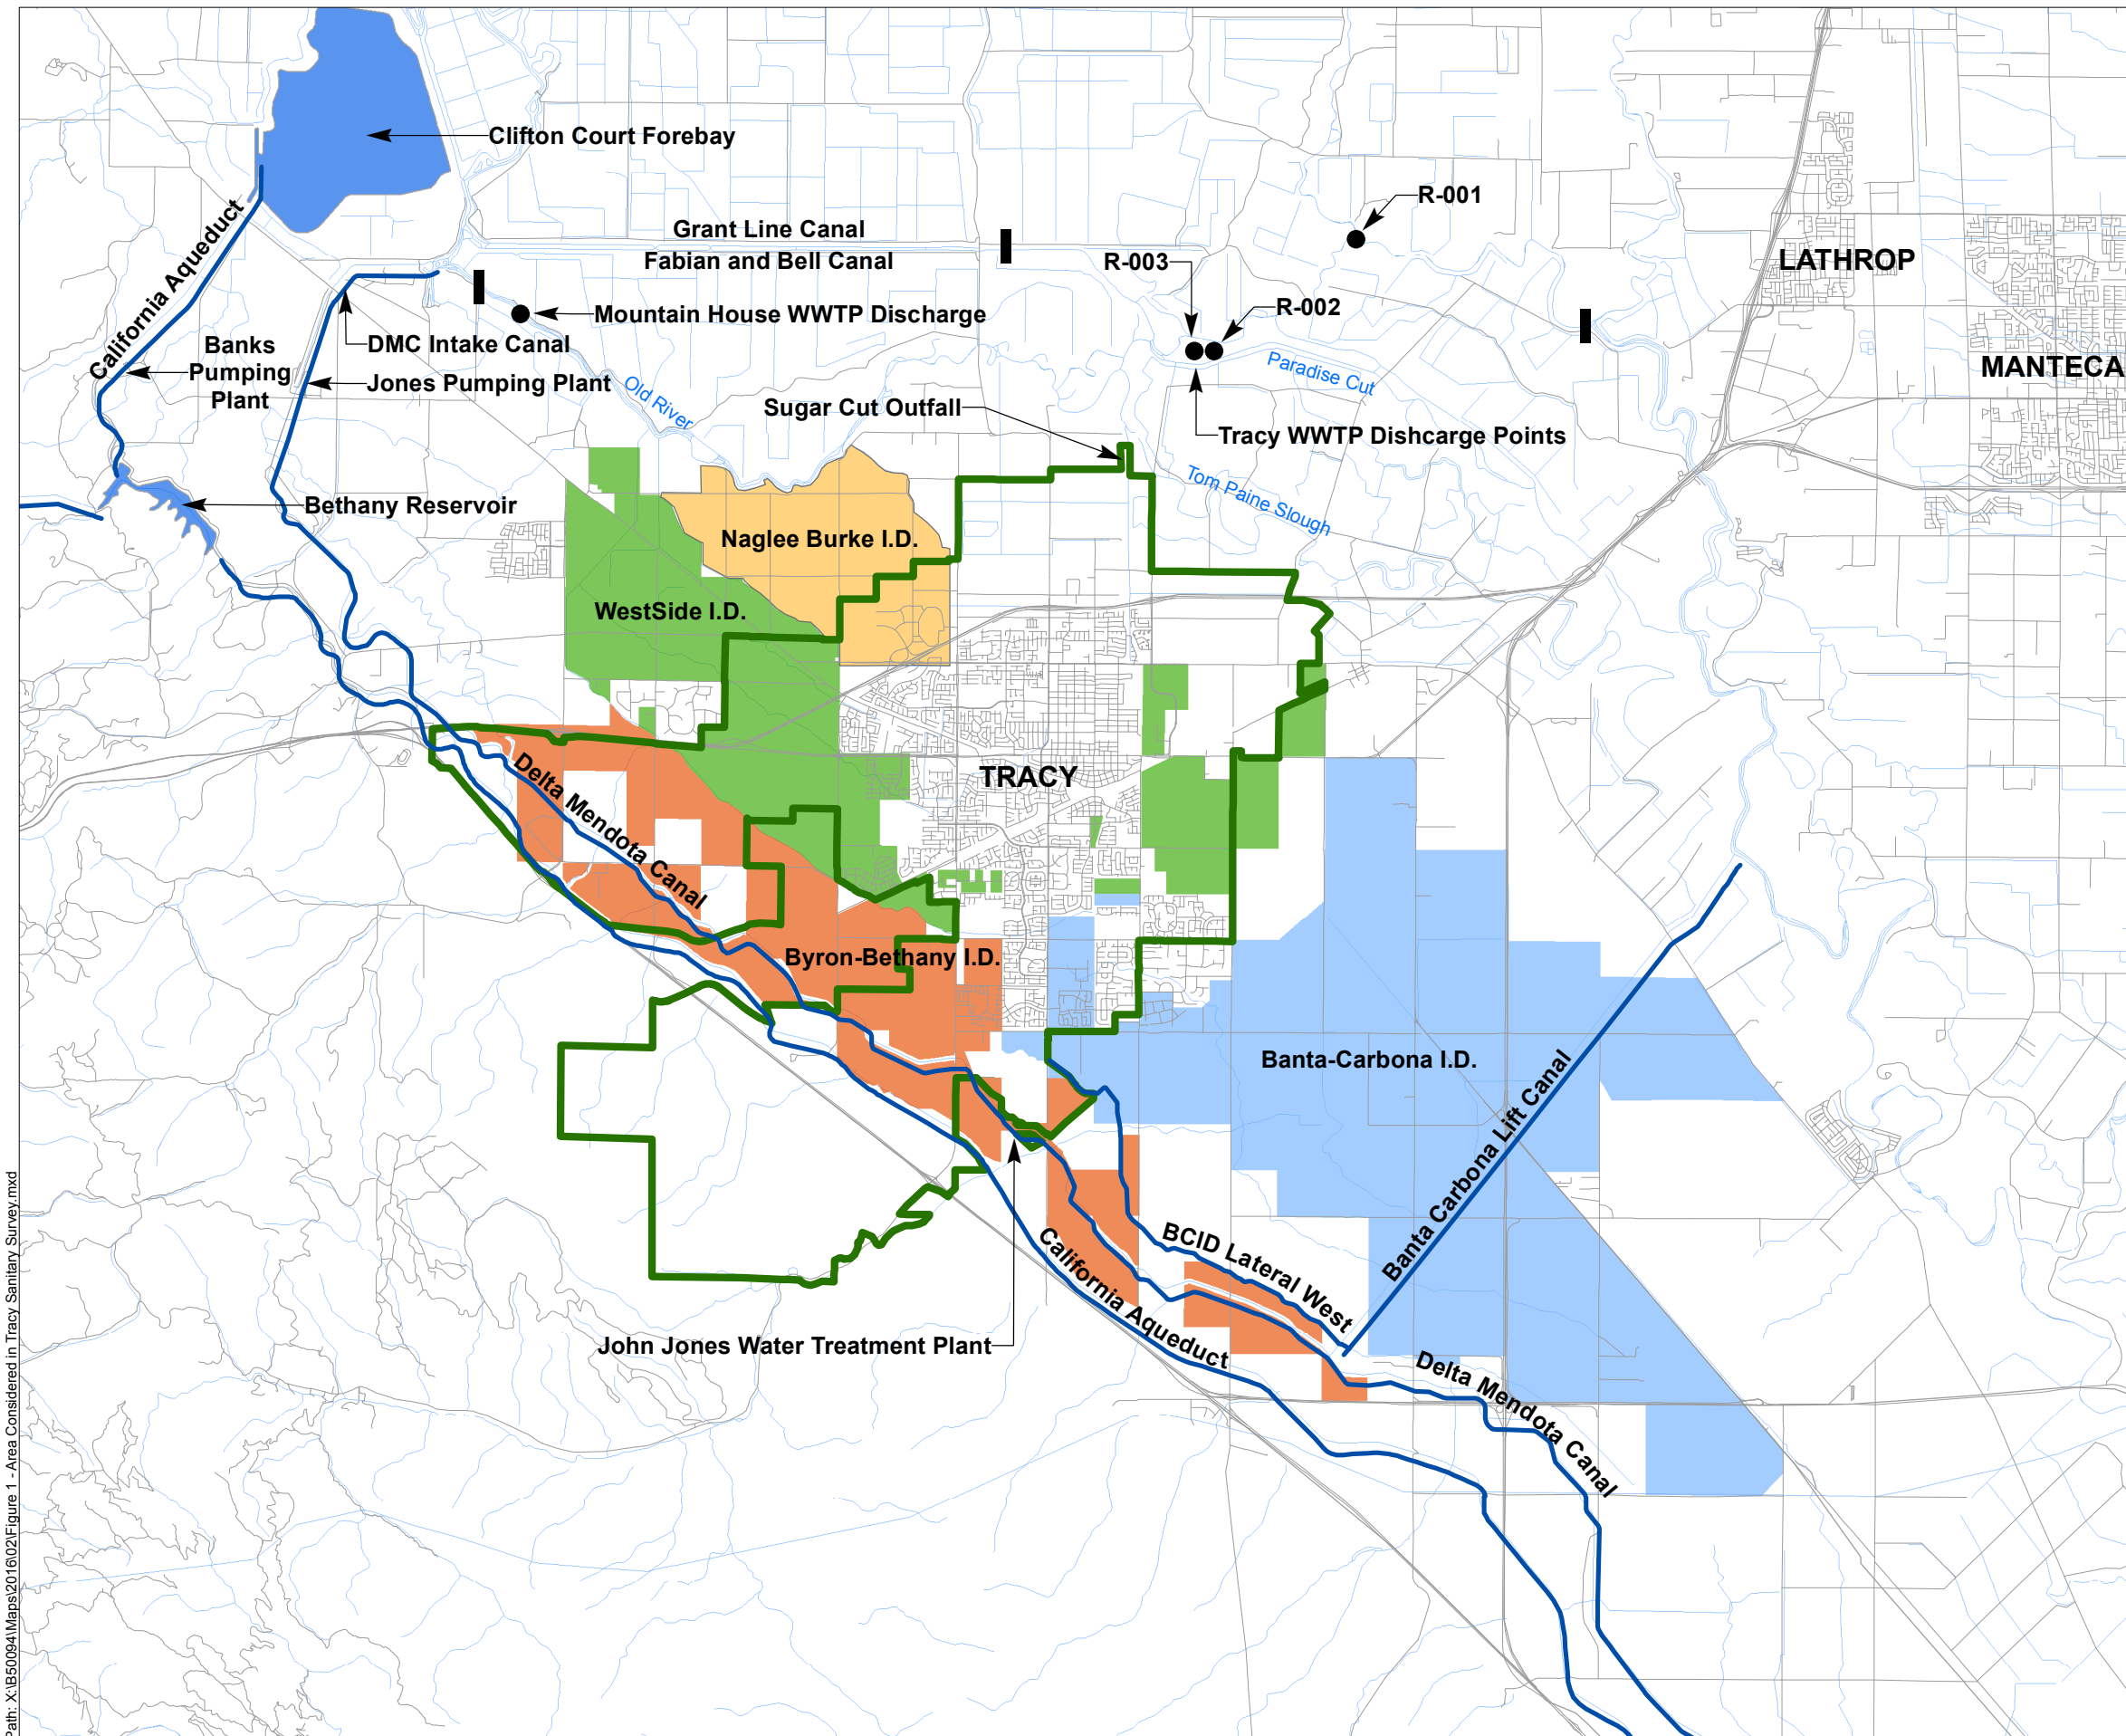 Clifton Court Forebay
R-001
California Aqueduct
Grant Line Canal
LATHROP
Fabian and Bell Canal
R-003
R-002
Mountain House WWTP Discharge
DMC Intake Canal
Banks
Pumping
Plant
Jones Pumping Plant
Paradise Cut
MANTECA
Old River
Sugar Cut Outfall
Tracy WWTP Dishcarge Points
Tom Paine Slough
Bethany Reservoir
Naglee Burke I.D.
WestSide I.D.
TRACY
Delta Mendota Canal
Byron-Bethany I.D.
Banta-Carbona I.D.
Banta Carbona Lift Canal
BCID Lateral West
California Aqueduct
John Jones Water Treatment Plant
Delta Mendota Canal
Path: X:\B50094\Maps\2016\02\Figure 1 - Area Considered in Tracy Sanitary Survey.mxd